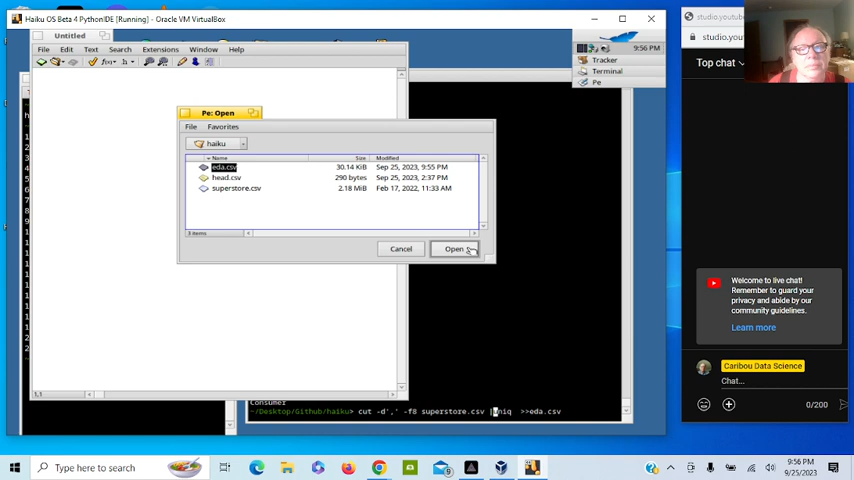 Haiku OS Beta 4 PythonIDE [Running] - Oracle VM VirtualBox
Untitled
File Edit Text Search Extensions Window Help
9:56 PM
Tracker
Terminal
Pe
Pe: Open
File Favorites
haiku
Name Size Modified
eda.csv 30.14 KiB Sep 25, 2023, 9:55 PM
head.csv 290 bytes Sep 25, 2023, 2:37 PM
superstore.csv 2.18 MiB Feb 17, 2022, 11:33 AM
3 items
Cancel Open
1,1
Consumer
~/Desktop/Github/haiku> cut -d',' -f8 superstore.csv |uniq >>eda.csv
studio.youtube
studio.you
Top chat
Welcome to live chat!
Remember to guard your
privacy and abide by our
community guidelines.
Learn more
Caribou Data Science
Chat...
0/200
Type here to search
9:56 PM
9/25/2023